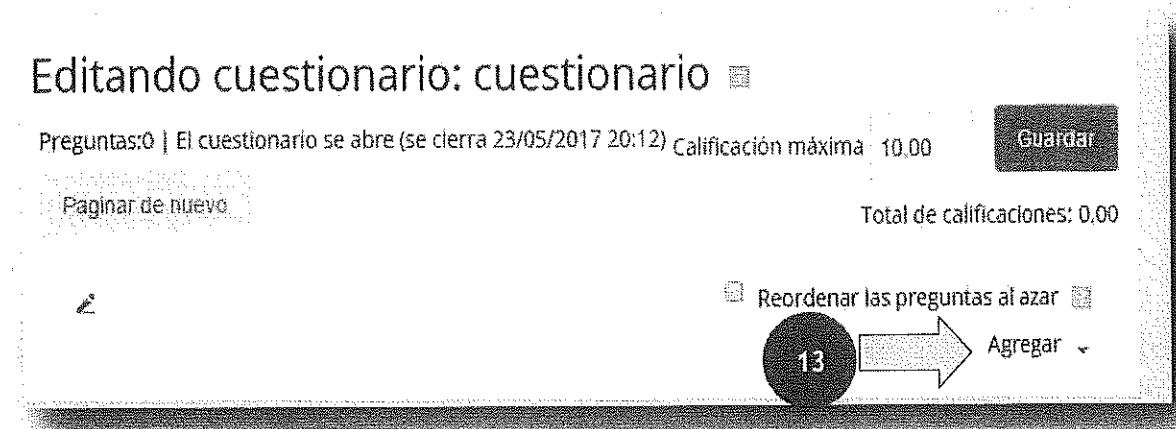 Editando cuestionario: cuestionario
Preguntas:0 | El cuestionario se abre (se cierra 23/05/2017 20:12) Calificación máxima 10,00 Guardar
Paginar de nuevo
Total de calificaciones: 0,00
Reordenar las preguntas al azar
13 Agregar